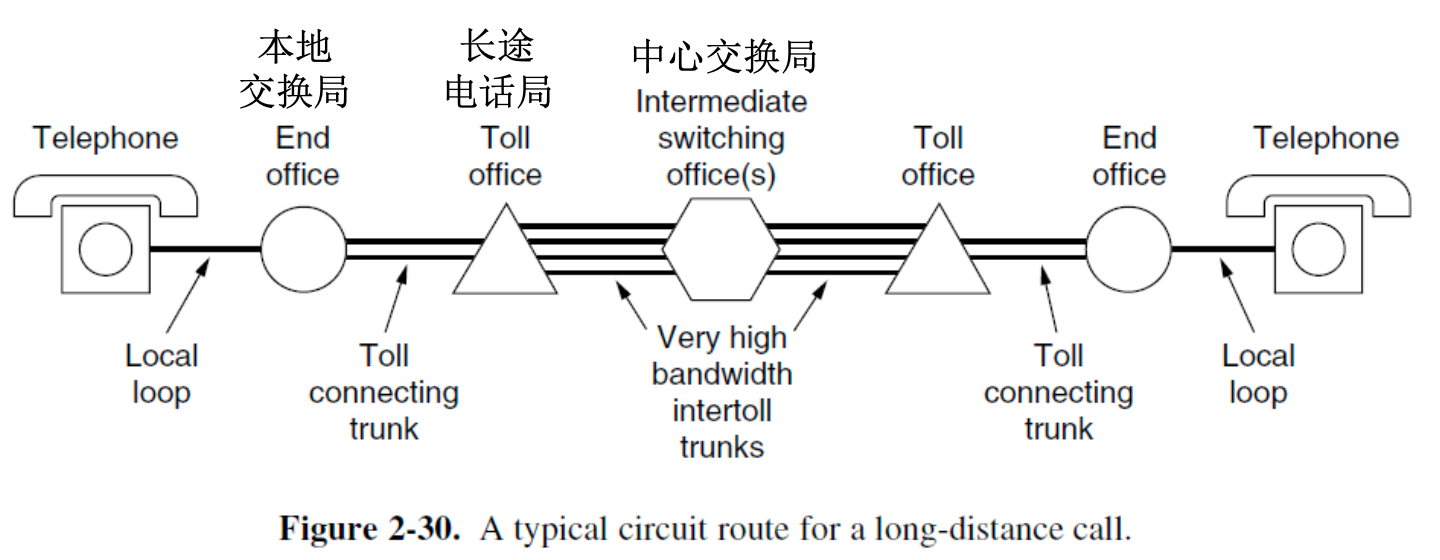 本地
交换局
长途
电话局
中心交换局
Telephone
End
office
Toll
office
Intermediate
switching
office(s)
Toll
office
End
office
Telephone
Local
loop
Toll
connecting
trunk
Very high
bandwidth
intertoll
trunks
Toll
connecting
trunk
Local
loop
Figure 2-30. A typical circuit route for a long-distance call.